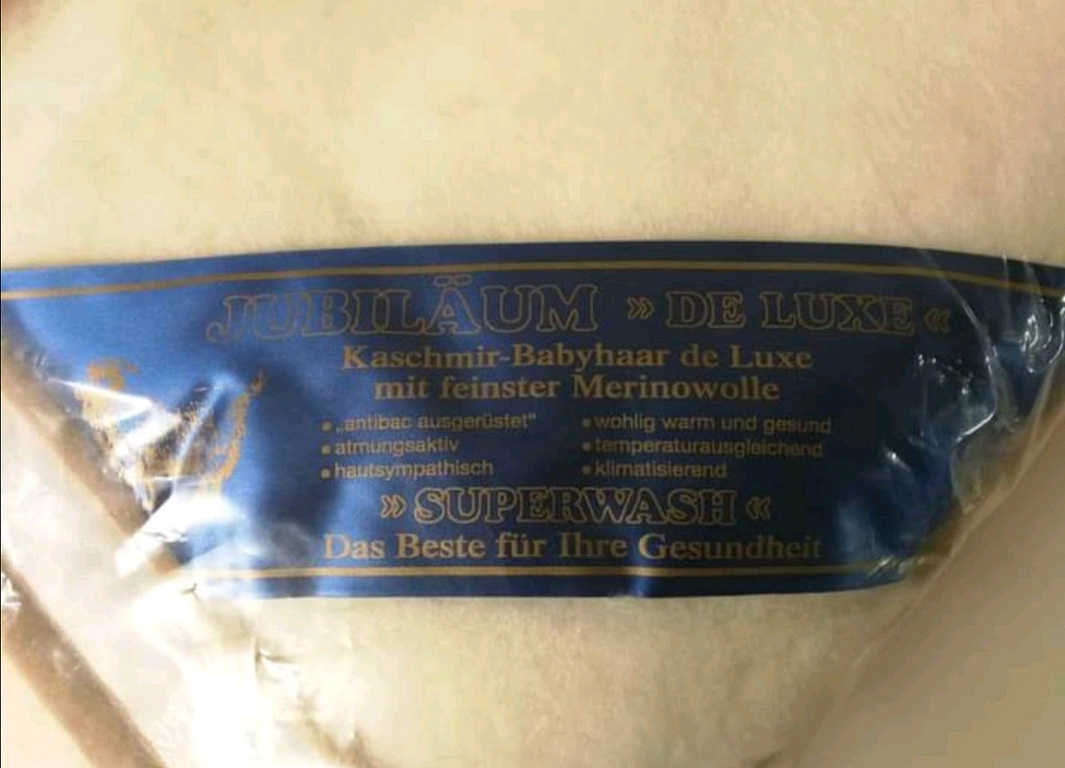 JUBILÄUM » DE LUXE «
Kaschmir-Babyhaar de Luxe
mit feinster Merinowolle
• „antibac ausgerüstet“
• atmungsaktiv
• hautsympathisch
• wohlig warm und gesund
• temperaturausgleichend
• klimatisierend
» SUPERWASH «
Das Beste für Ihre Gesundheit